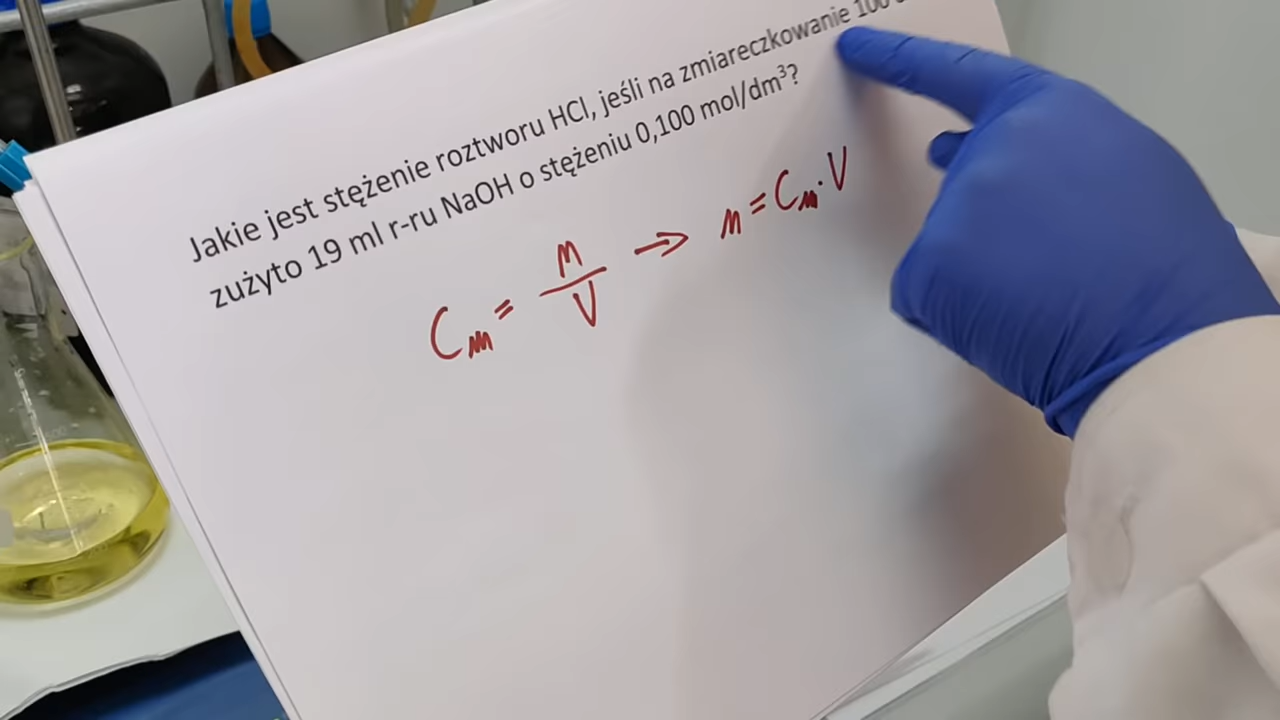 Jakie jest stężenie roztworu HCl, jeśli na zmiareczkowanie 100
zużyto 19 ml r-ru NaOH o stężeniu 0,100 mol/dm³?
Cm = n/V → n = Cm · V